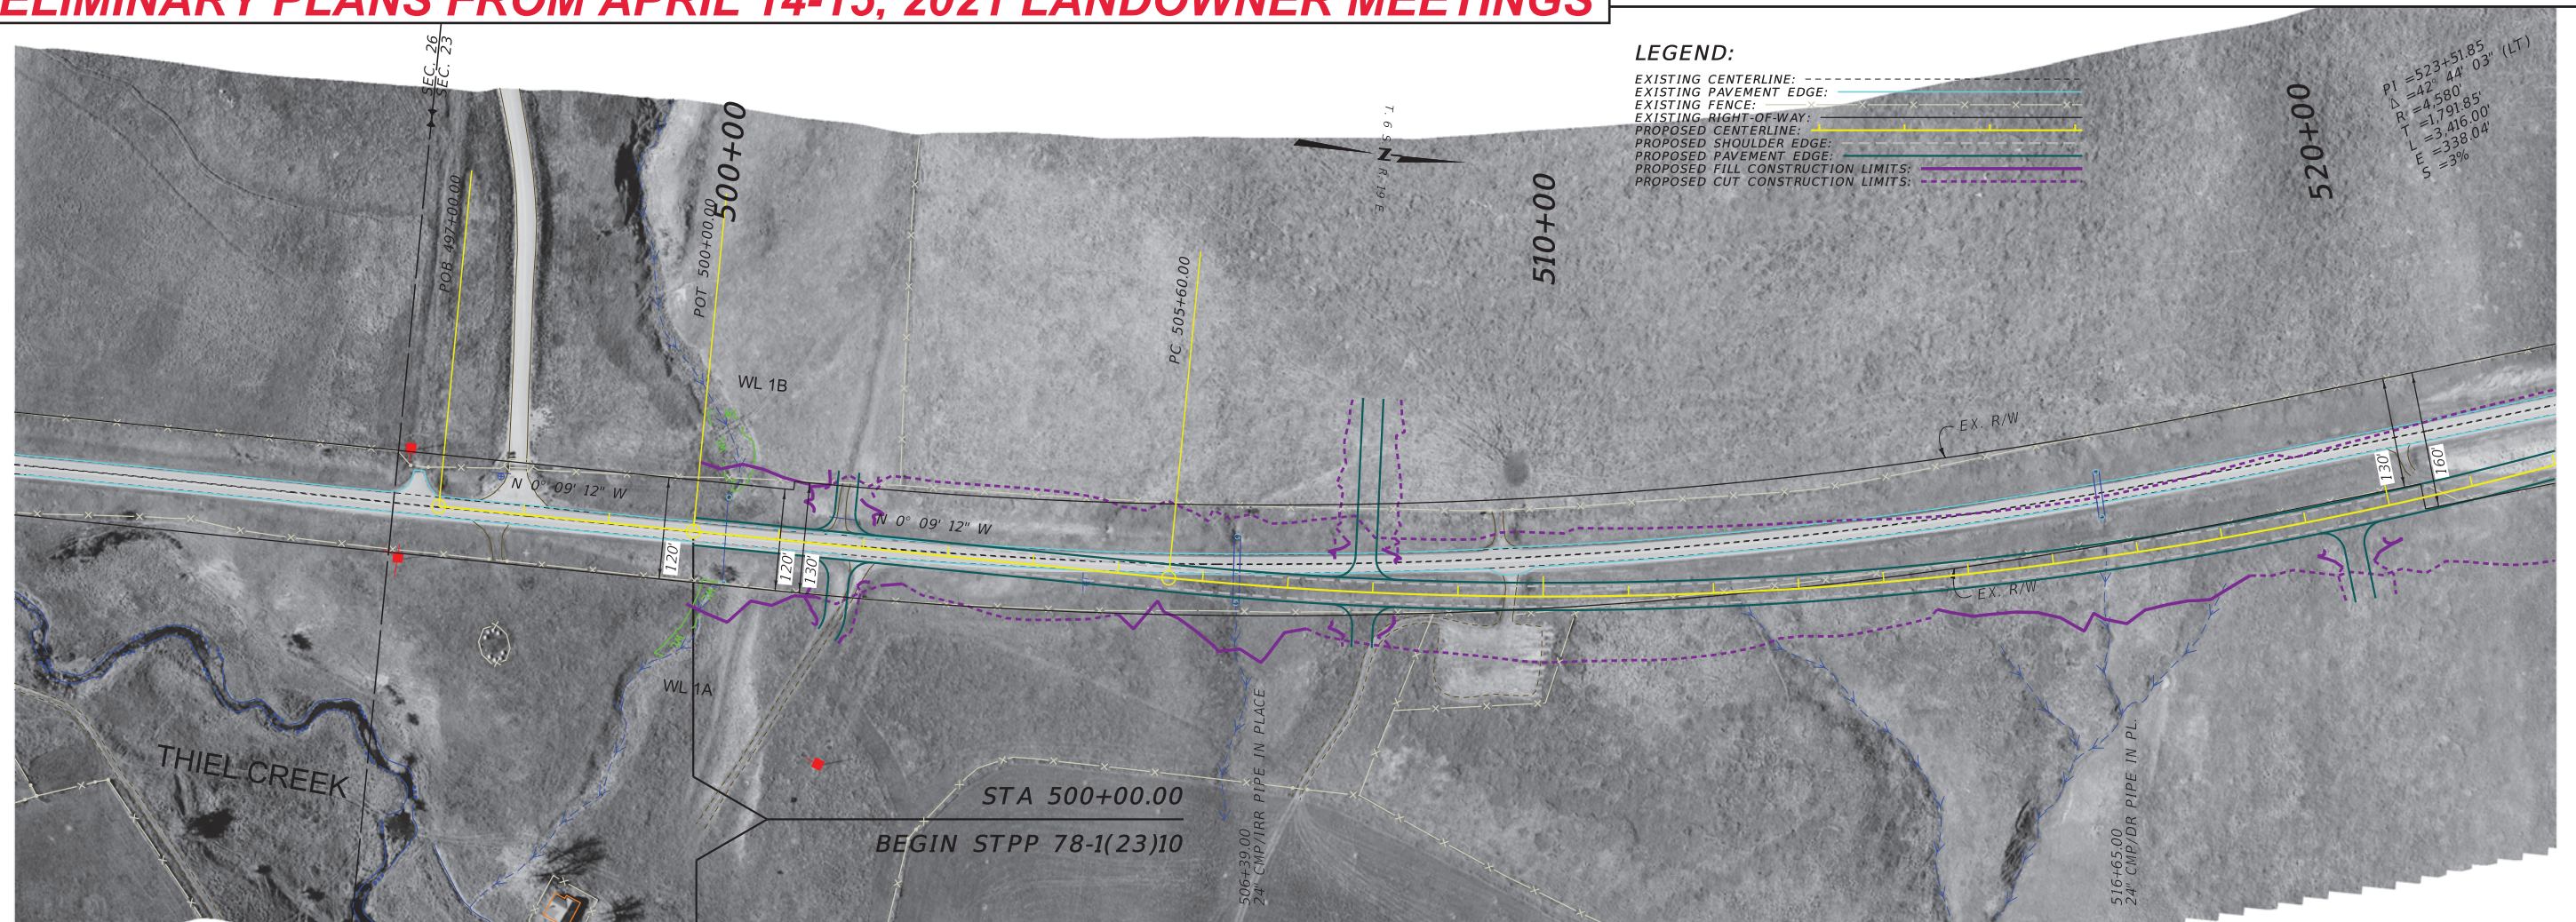 ELIMINARY PLANS FROM APRIL 14-15, 2021 LANDOWNER MEETINGS
SEC. 26
SEC. 23
POB 497+00.00
POT 500+00.00
500+00
WL 1B
PC 505+60.00
T. 6 S.
R. 19 E.
Z
510+00
LEGEND:
EXISTING CENTERLINE:
EXISTING PAVEMENT EDGE:
EXISTING FENCE:
EXISTING RIGHT-OF-WAY:
PROPOSED CENTERLINE:
PROPOSED SHOULDER EDGE:
PROPOSED PAVEMENT EDGE:
PROPOSED FILL CONSTRUCTION LIMITS:
PROPOSED CUT CONSTRUCTION LIMITS:
520+00
PI =523+51.85
Δ =42° 44' 03" (LT)
R =4,580'
T =1,791.85'
L =3,416.00'
E =338.04'
S =3%
N 0° 09' 12" W
N 0° 09' 12" W
120'
120'
130'
EX. R/W
130'
160'
EX. R/W
WL 1A
THIEL CREEK
STA 500+00.00
BEGIN STPP 78-1(23)10
506+39.00
24" CMP/IRR PIPE IN PLACE
516+65.00
24" CMP/DR PIPE IN PL.